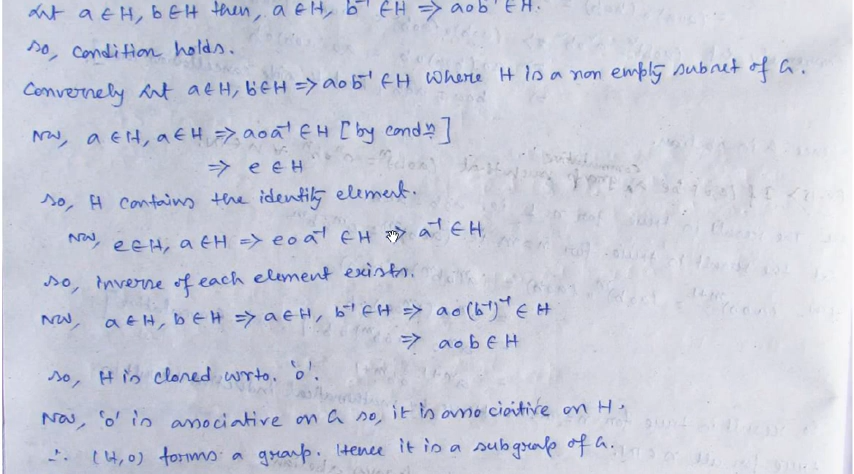 Let a ∈ H, b ∈ H then, a ∈ H, b⁻¹ ∈ H ⇒ aob⁻¹ ∈ H.
so, condition holds.
Conversely let a ∈ H, b ∈ H ⇒ aob⁻¹ ∈ H where H is a non empty subset of G.
Now, a ∈ H, a ∈ H ⇒ aoa⁻¹ ∈ H [by condn]
⇒ e ∈ H
so, H contains the identity element.
Now, e ∈ H, a ∈ H ⇒ eoa⁻¹ ∈ H ⇒ a⁻¹ ∈ H
so, inverse of each element exists.
Now, a ∈ H, b ∈ H ⇒ a ∈ H, b⁻¹ ∈ H ⇒ ao(b⁻¹)⁻¹ ∈ H
⇒ aob ∈ H
so, H is closed w.r.to. 'o'.
Now, 'o' is associative on G so, it is associative on H.
∴ (H,o) forms a group. Hence it is a subgroup of G.